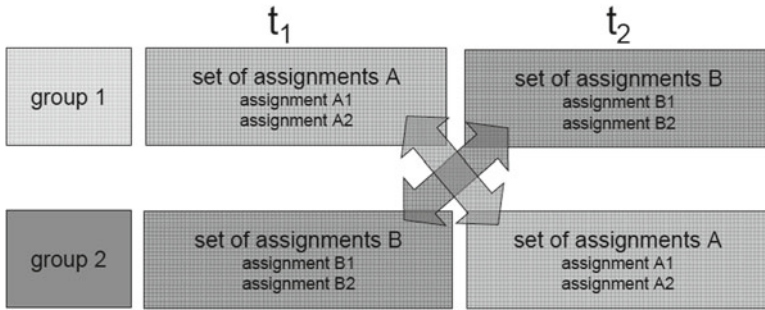 t₁ t₂
group 1
set of assignments A
assignment A1
assignment A2
set of assignments B
assignment B1
assignment B2
group 2
set of assignments B
assignment B1
assignment B2
set of assignments A
assignment A1
assignment A2